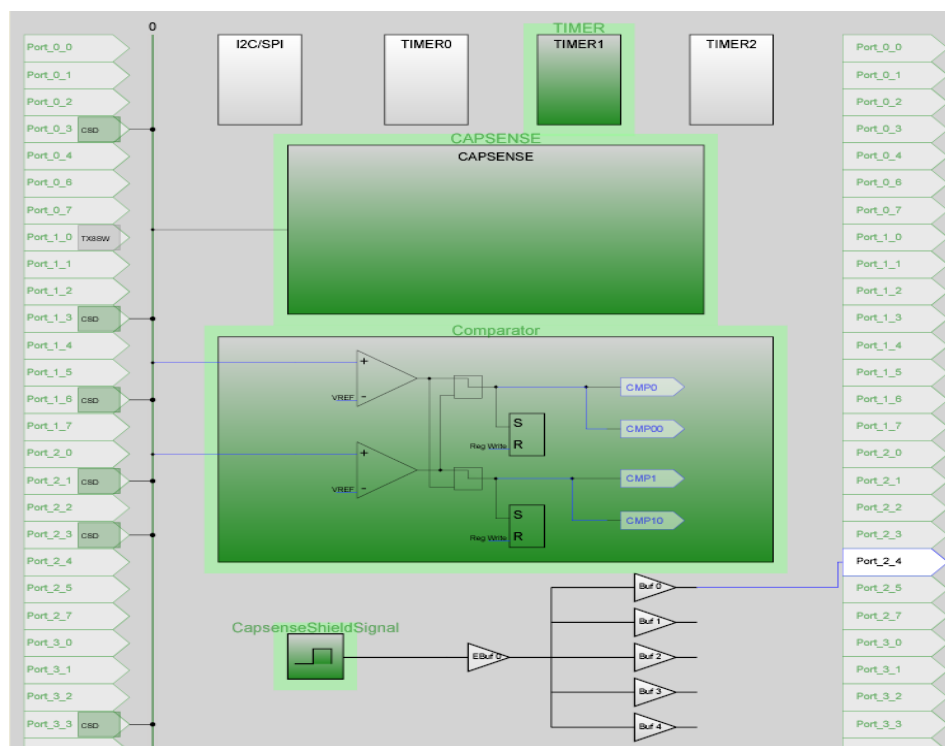 0
TIMER
I2C/SPI
TIMER0
TIMER1
TIMER2
Port_0_0
Port_0_1
Port_0_2
Port_0_3 CSD
Port_0_4
Port_0_6
Port_0_7
Port_1_0 TX8SW
Port_1_1
Port_1_2
Port_1_3 CSD
Port_1_4
Port_1_5
Port_1_6 CSD
Port_1_7
Port_2_0
Port_2_1 CSD
Port_2_2
Port_2_3 CSD
Port_2_4
Port_2_5
Port_2_7
Port_3_0
Port_3_1
Port_3_2
Port_3_3 CSD
CAPSENSE
CAPSENSE
Comparator
+
VREF -
CMP0
CMP00
S
Reg Write R
+
VREF -
CMP1
CMP10
S
Reg Write R
CapsenseShieldSignal
EBuf 0
Buf 0
Buf 1
Buf 2
Buf 3
Buf 4
Port_0_0
Port_0_1
Port_0_2
Port_0_3
Port_0_4
Port_0_6
Port_0_7
Port_1_0
Port_1_1
Port_1_2
Port_1_3
Port_1_4
Port_1_5
Port_1_6
Port_1_7
Port_2_0
Port_2_1
Port_2_2
Port_2_3
Port_2_4
Port_2_5
Port_2_7
Port_3_0
Port_3_1
Port_3_2
Port_3_3